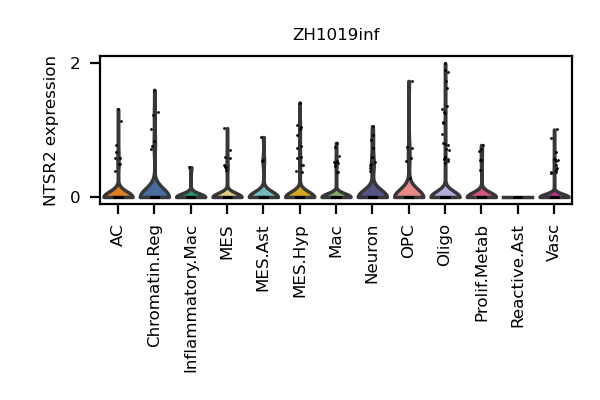 ZH1019inf
NTSR2 expression
2
0
AC
Chromatin.Reg
Inflammatory.Mac
MES
MES.Ast
MES.Hyp
Mac
Neuron
OPC
Oligo
Prolif.Metab
Reactive.Ast
Vasc